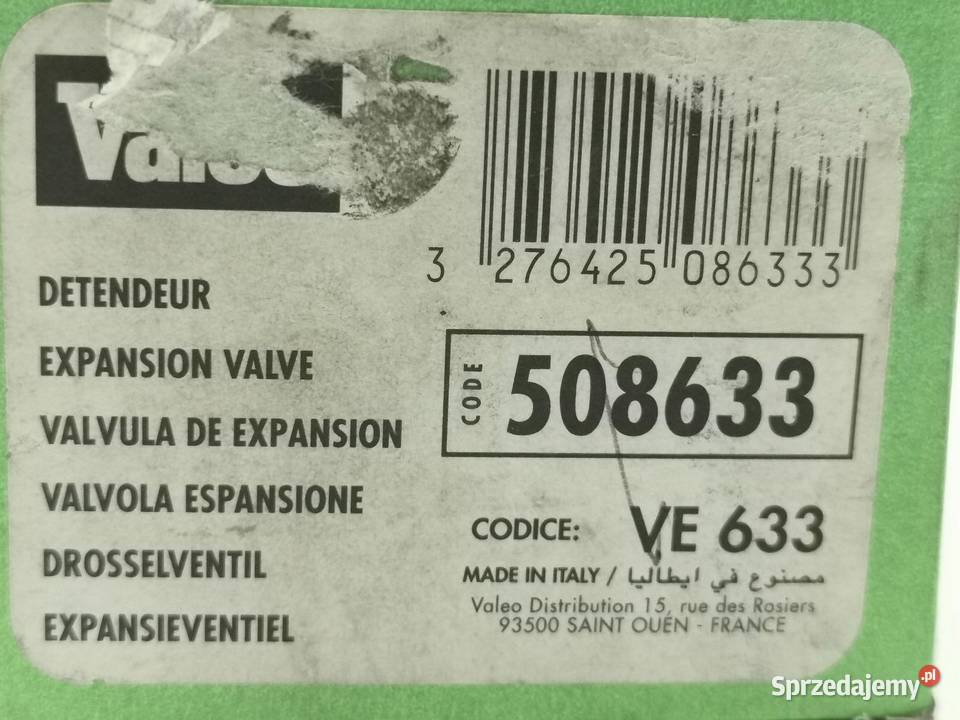 Valeo
3 276425 086333
DETENDEUR
EXPANSION VALVE
VALVULA DE EXPANSION
VALVOLA ESPANSIONE
DROSSELVENTIL
EXPANSIEVENTIEL
CODE 508633
CODICE: VE 633
MADE IN ITALY / مصنوع في ايطاليا
Valeo Distribution 15, rue des Rosiers
93500 SAINT OUEN - FRANCE
Sprzedajemy.pl